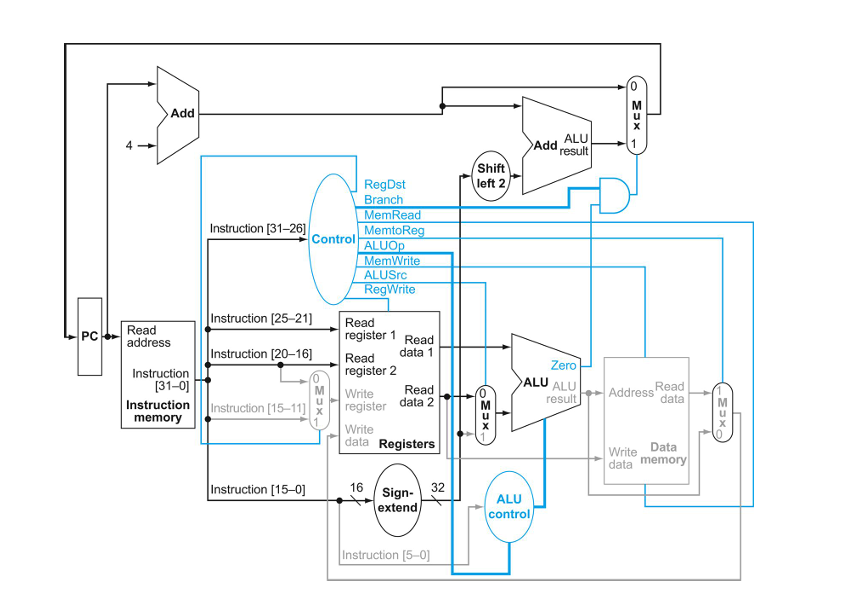 0
M
u
x
1
Add
4
Add
ALU
result
Shift
left 2
RegDst
Branch
MemRead
MemtoReg
ALUOp
MemWrite
ALUSrc
RegWrite
Control
Instruction [31–26]
Instruction [25–21]
Instruction [20–16]
Instruction [15–11]
Instruction [15–0]
PC
Read
address
Instruction
[31–0]
Instruction
memory
0
M
u
x
1
Read
register 1
Read
register 2
Write
register
Write
data
Read
data 1
Read
data 2
Registers
0
M
u
x
1
Zero
ALU
ALU
result
Address
Read
data
Write
data
Data
memory
1
M
u
x
0
16
Sign-
extend
32
ALU
control
Instruction [5–0]